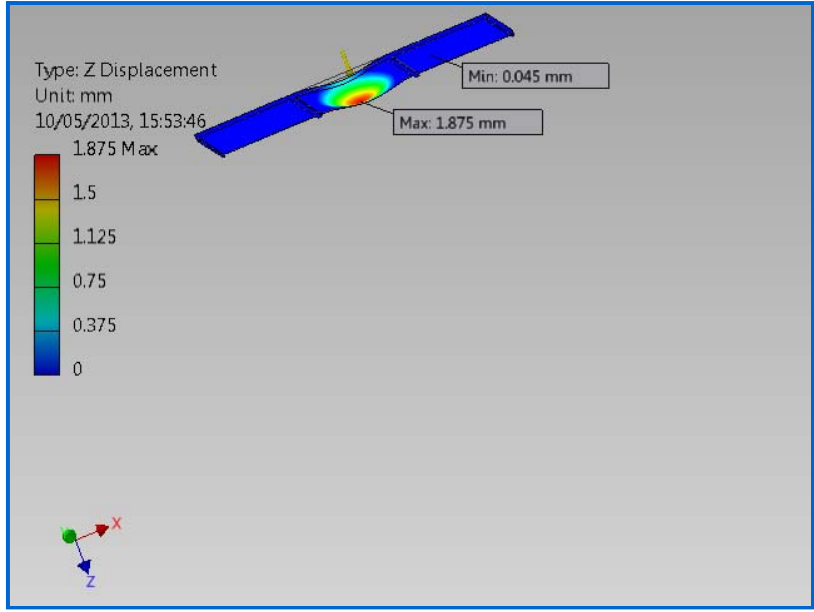 Type: Z Displacement
Unit: mm
10/05/2013, 15:53:46
1.875 Max
1.5
1.125
0.75
0.375
0
Min: 0.045 mm
Max: 1.875 mm
X
Z